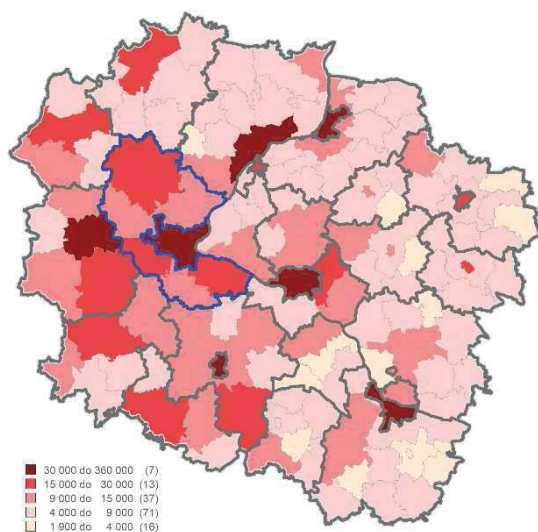 30 000 do 360 000 (7)
15 000 do 30 000 (13)
9 000 do 15 000 (37)
4 000 do 9 000 (71)
1 900 do 4 000 (16)